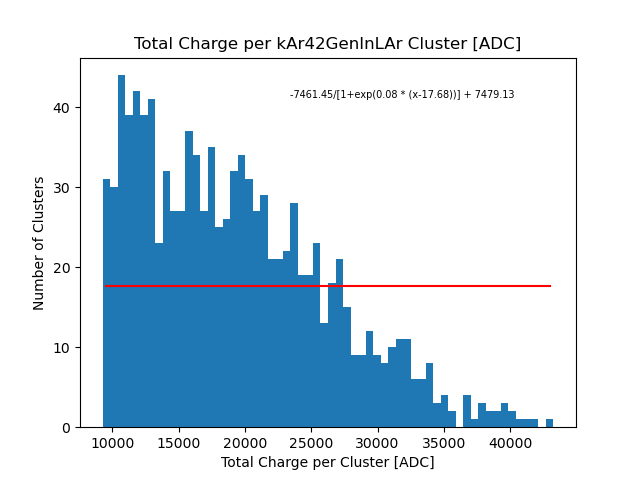 Total Charge per kAr42GenInLAr Cluster [ADC]
-7461.45/[1+exp(0.08 * (x-17.68))] + 7479.13
Number of Clusters
40
30
20
10
0
10000 15000 20000 25000 30000 35000 40000
Total Charge per Cluster [ADC]